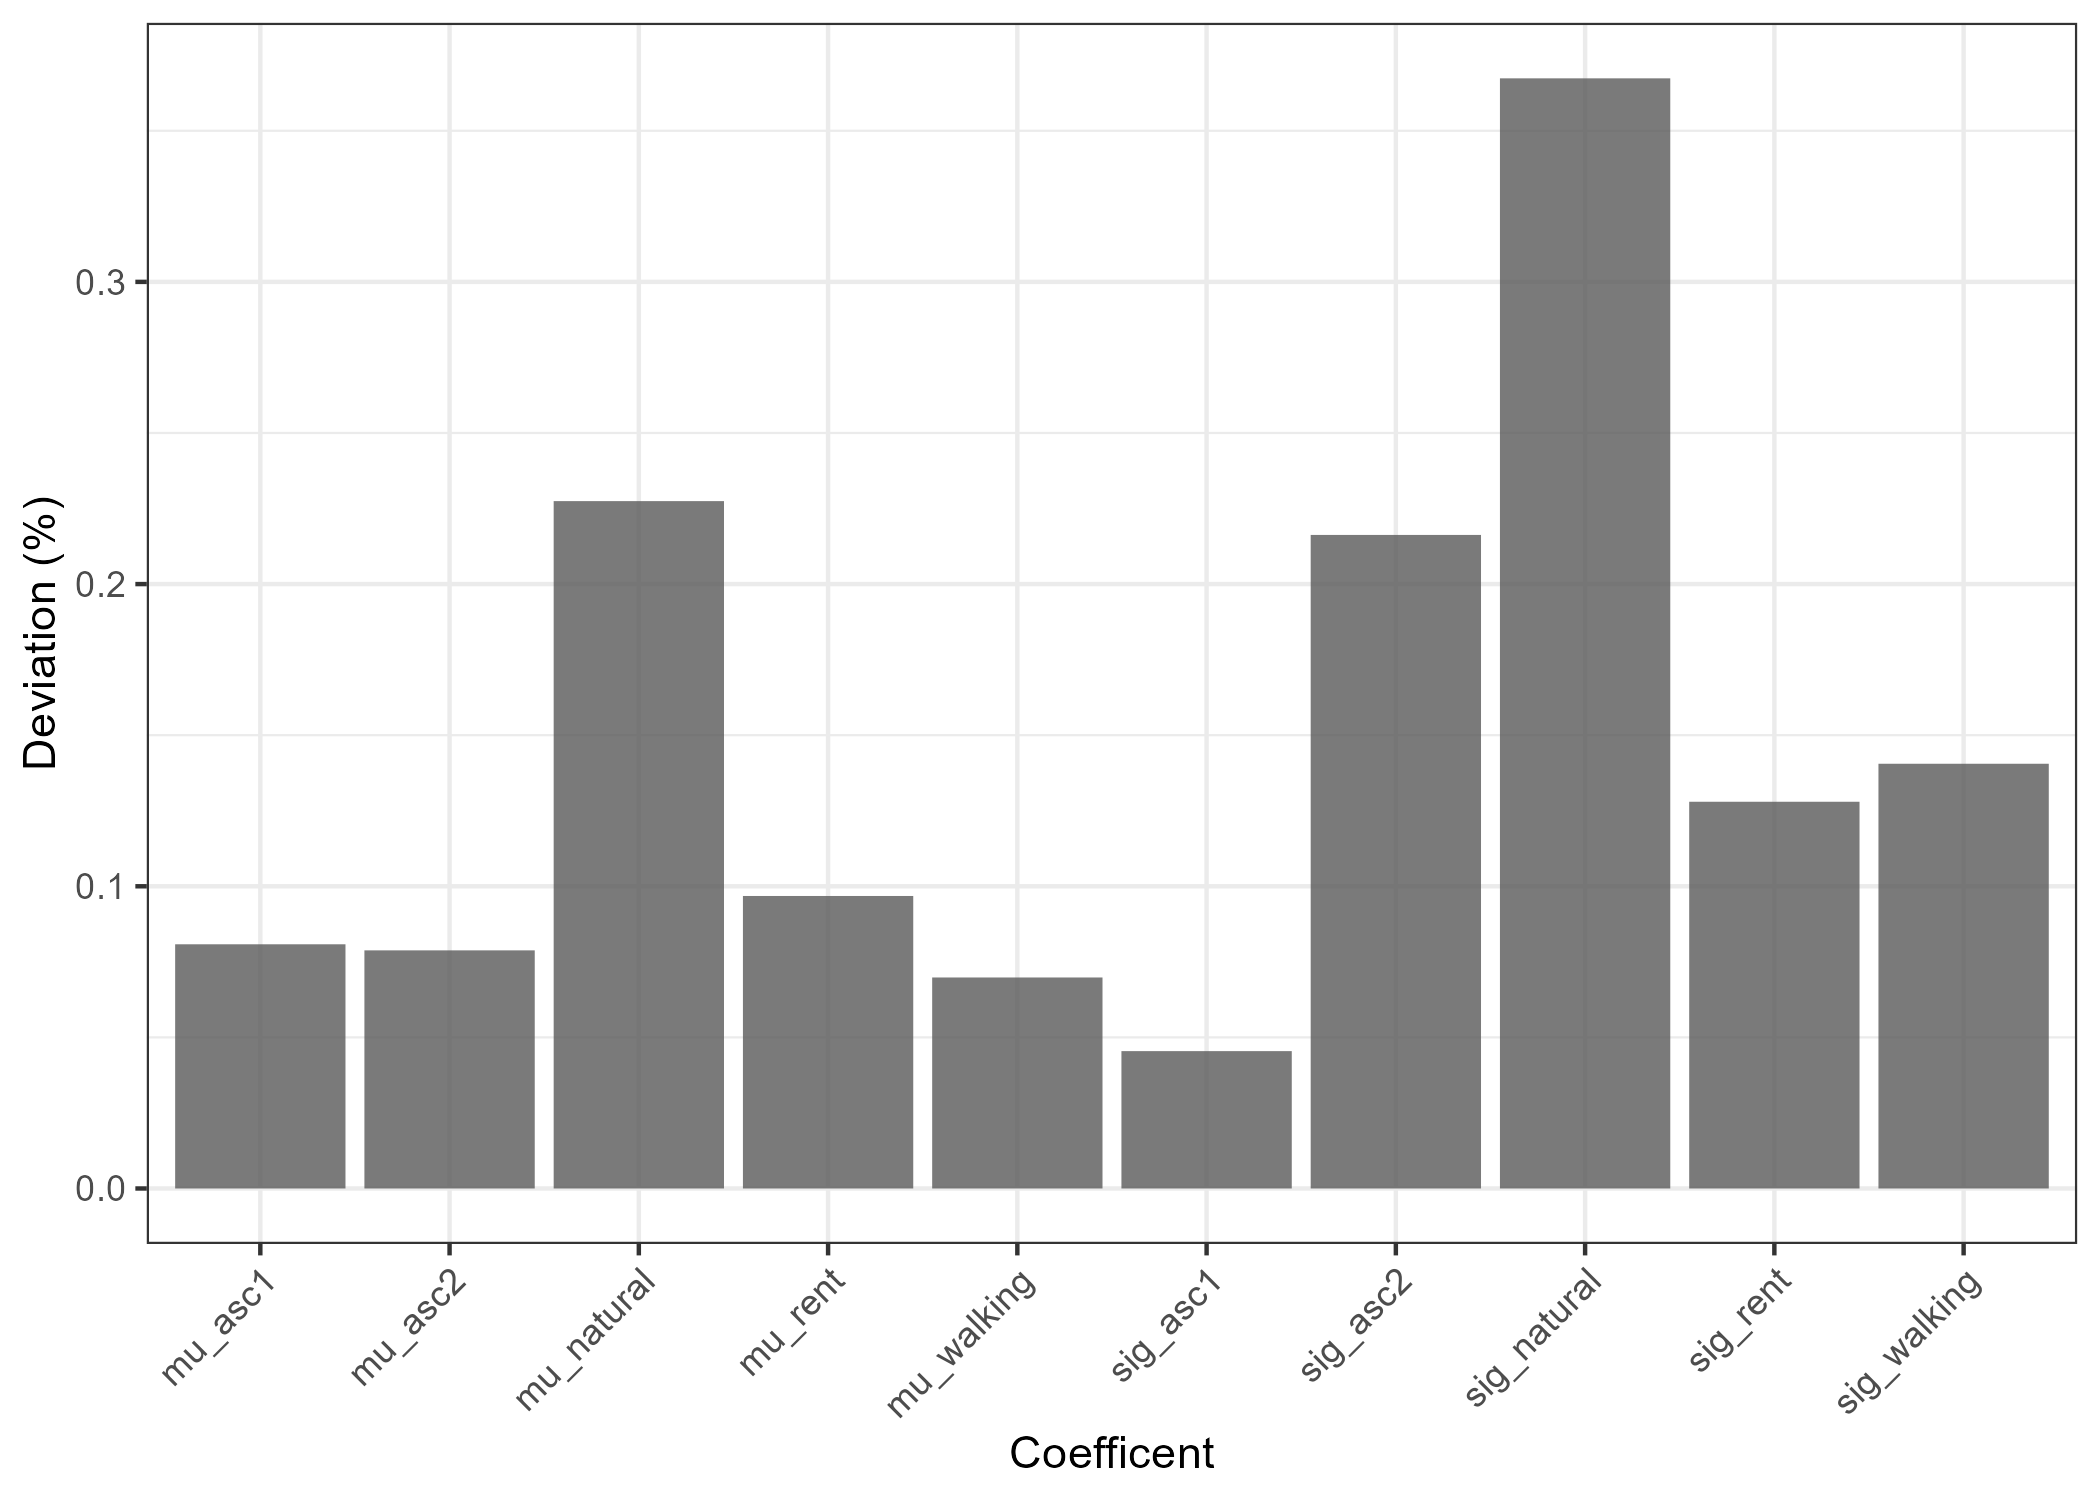 Deviation (%)
0.3
0.2
0.1
0.0
mu_asc1
mu_asc2
mu_natural
mu_rent
mu_walking
sig_asc1
sig_asc2
sig_natural
sig_rent
sig_walking
Coefficent